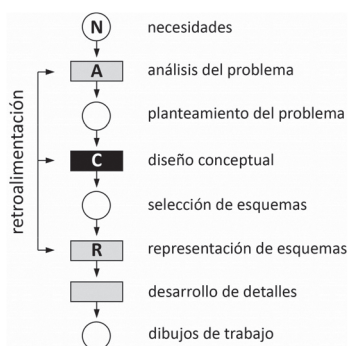 N necesidades
A análisis del problema
planteamiento del problema
C diseño conceptual
selección de esquemas
R representación de esquemas
desarrollo de detalles
dibujos de trabajo
retroalimentación